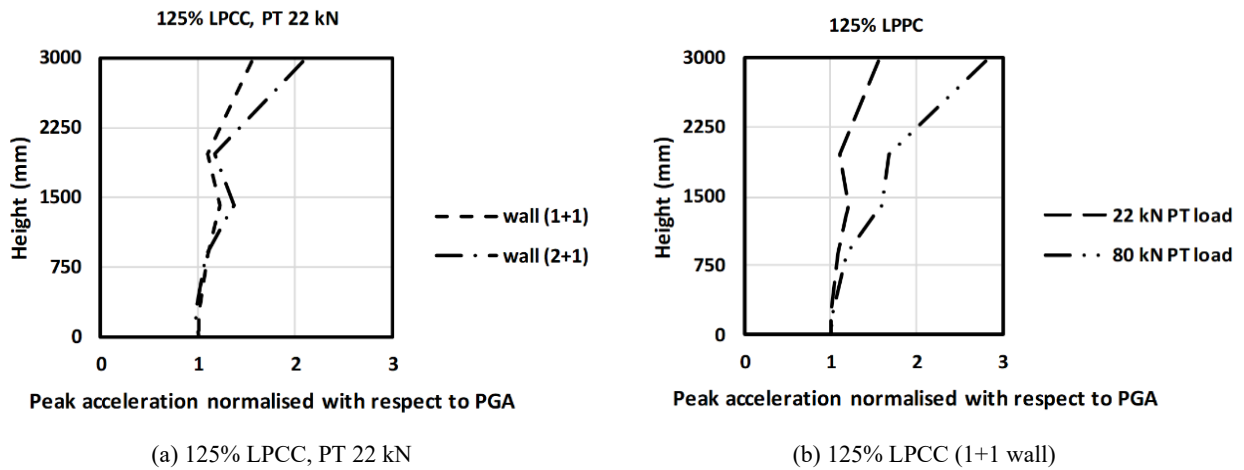 125% LPCC, PT 22 kN
3000
2250
1500
750
0
Height (mm)
0 1 2 3
Peak acceleration normalised with respect to PGA
wall (1+1)
wall (2+1)
(a) 125% LPCC, PT 22 kN
125% LPPC
3000
2250
1500
750
0
Height (mm)
0 1 2 3
Peak acceleration normalised with respect to PGA
22 kN PT load
80 kN PT load
(b) 125% LPCC (1+1 wall)